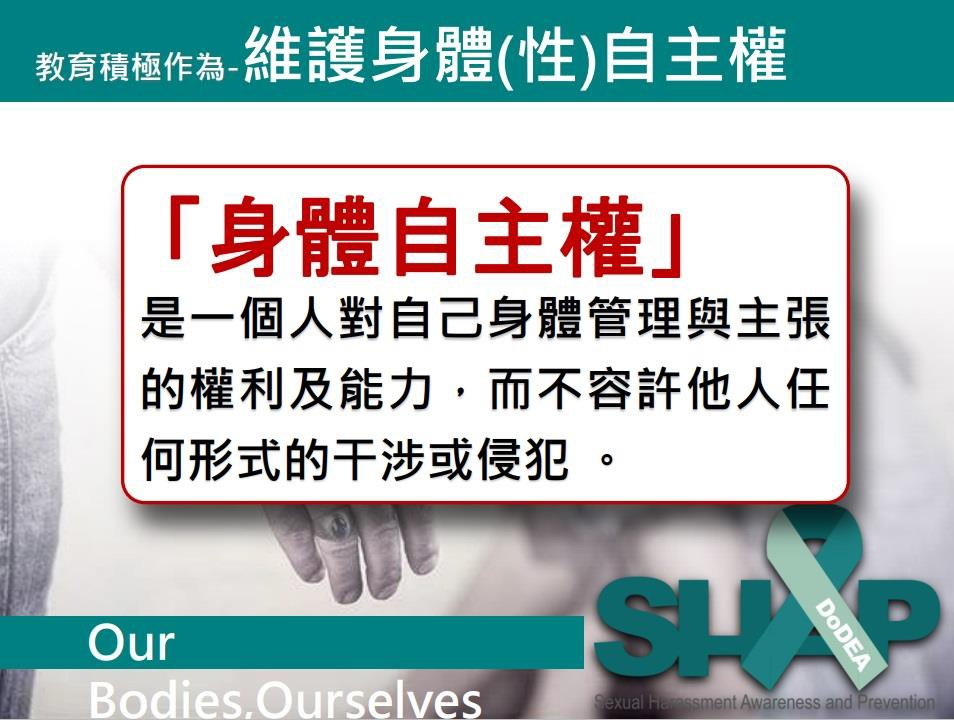 教育積極作為-維護身體(性)自主權
「身體自主權」
是一個人對自己身體管理與主張
的權利及能力，而不容許他人任
何形式的干涉或侵犯 。
Our
Bodies,Ourselves
SHAP
DoDEA
Sexual Harassment Awareness and Prevention